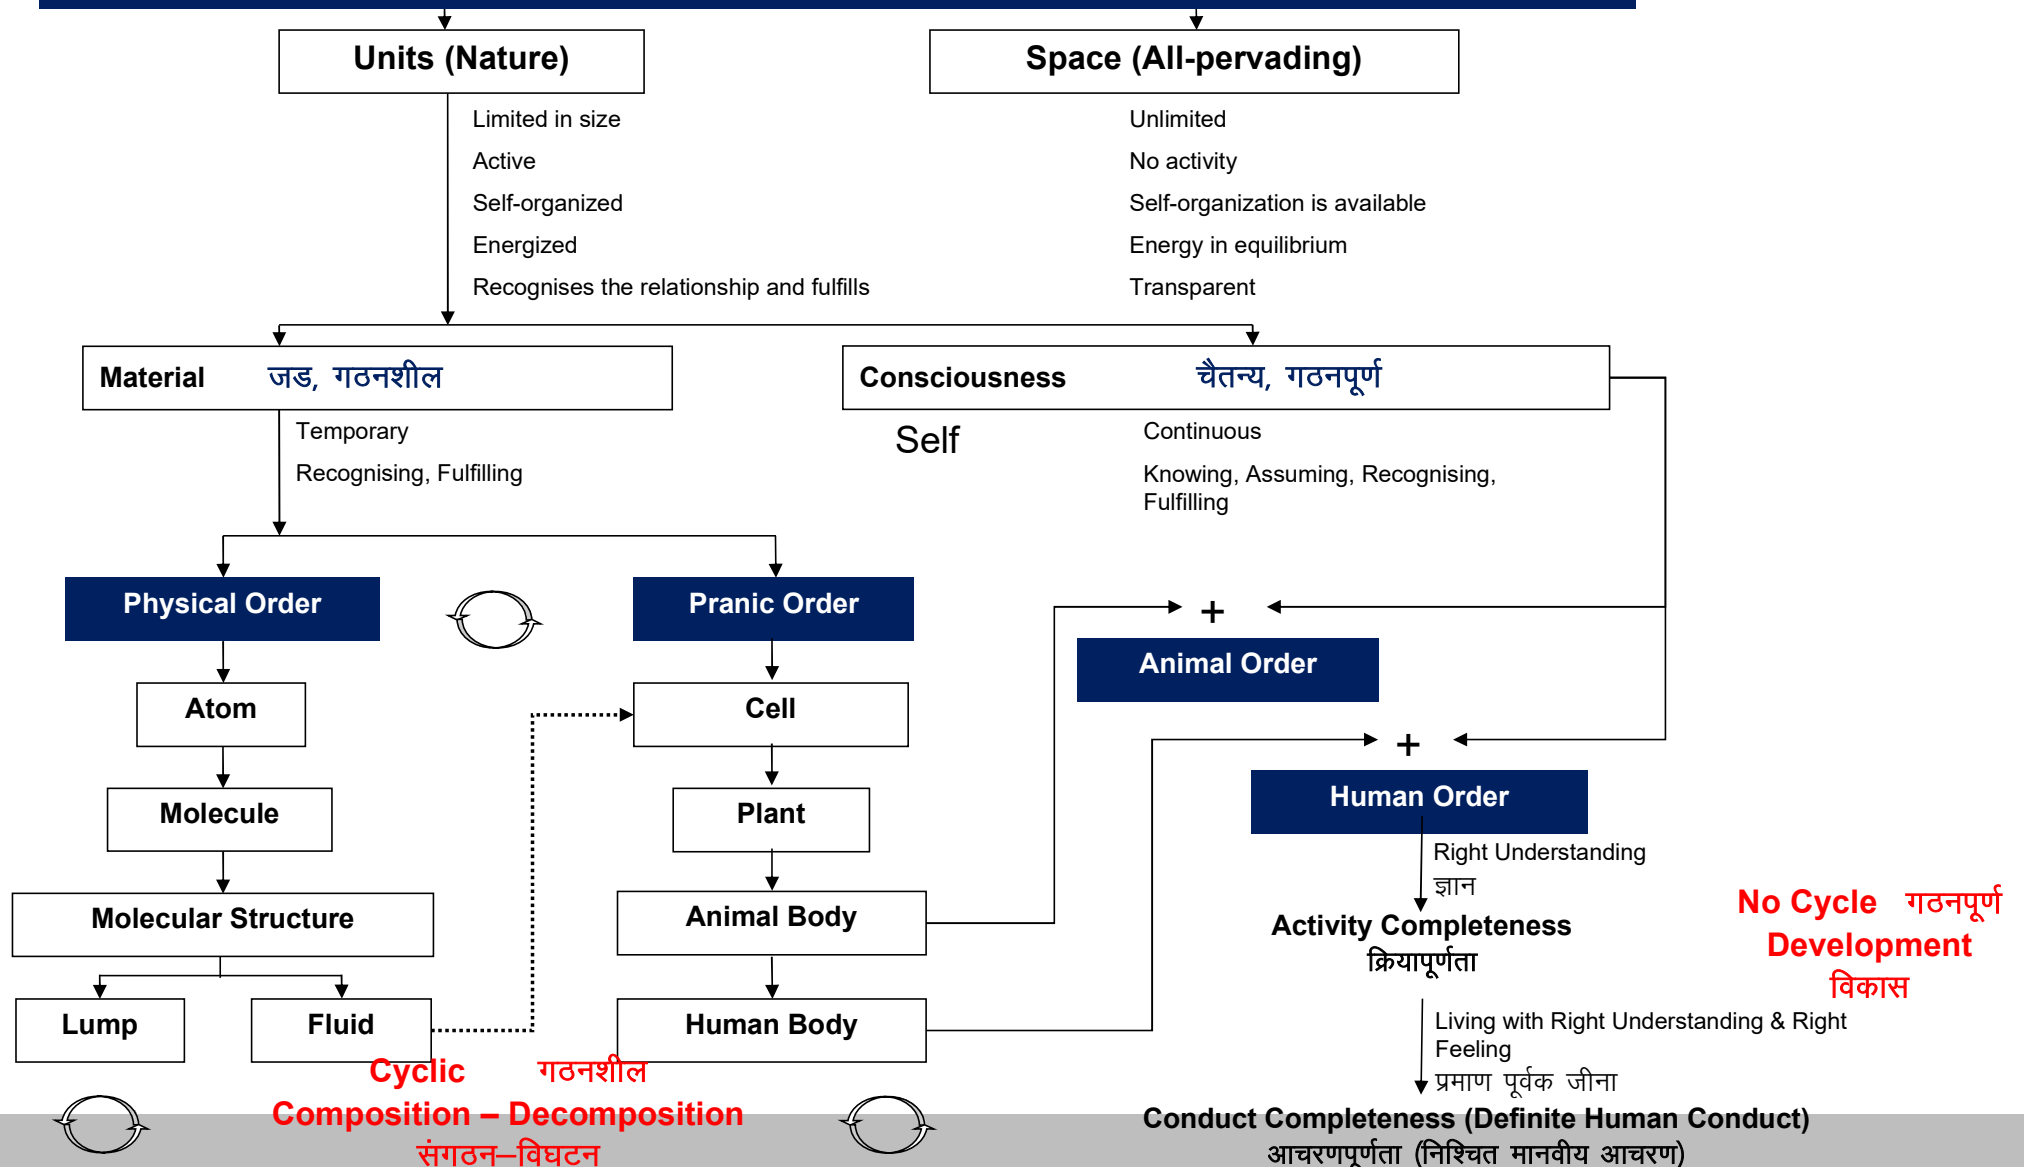 Units (Nature)
Space (All-pervading)
Limited in size
Active
Self-organized
Energized
Recognises the relationship and fulfills
Unlimited
No activity
Self-organization is available
Energy in equilibrium
Transparent
Material जड, गठनशील
Consciousness चैतन्य, गठनपूर्ण
Temporary
Recognising, Fulfilling
Self
Continuous
Knowing, Assuming, Recognising,
Fulfilling
Physical Order
Pranic Order
+
Animal Order
Atom
Cell
+
Human Order
Molecule
Plant
Right Understanding
ज्ञान
Molecular Structure
Animal Body
Activity Completeness
क्रियापूर्णता
No Cycle गठनपूर्ण
Development
विकास
Lump
Fluid
Human Body
Living with Right Understanding & Right
Feeling
प्रमाण पूर्वक जीना
Cyclic गठनशील
Composition – Decomposition
संगठन–विघटन
Conduct Completeness (Definite Human Conduct)
आचरणपूर्णता (निश्चित मानवीय आचरण)